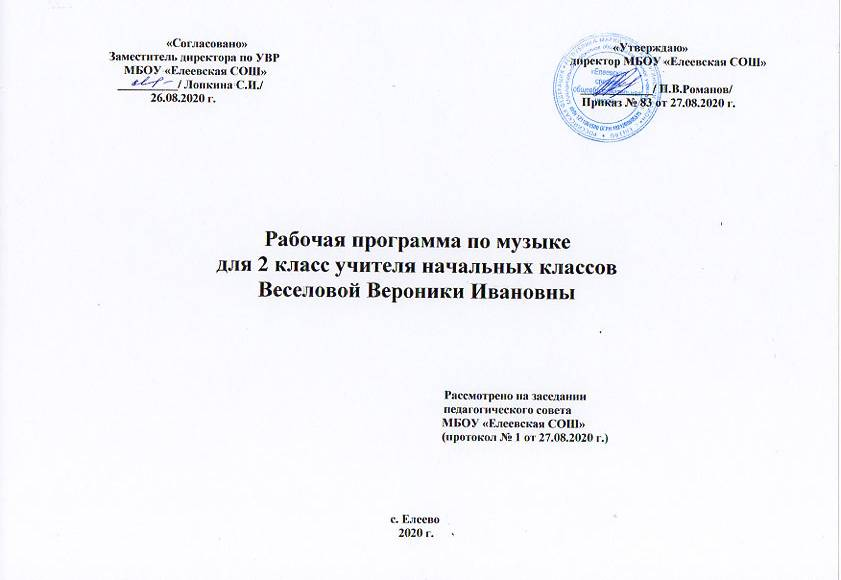 «Согласовано»
Заместитель директора по УВР
МБОУ «Елеевская СОШ»
__________/ Лопкина С.И./
26.08.2020 г.
«Утверждаю»
директор МБОУ «Елеевская СОШ»
____________ / П.В.Романов/
Приказ № 83 от 27.08.2020 г.
Рабочая программа по музыке
для 2 класс учителя начальных классов
Веселовой Вероники Ивановны
Рассмотрено на заседании
педагогического совета
МБОУ «Елеевская СОШ»
(протокол № 1 от 27.08.2020 г.)
с. Елеево
2020 г.